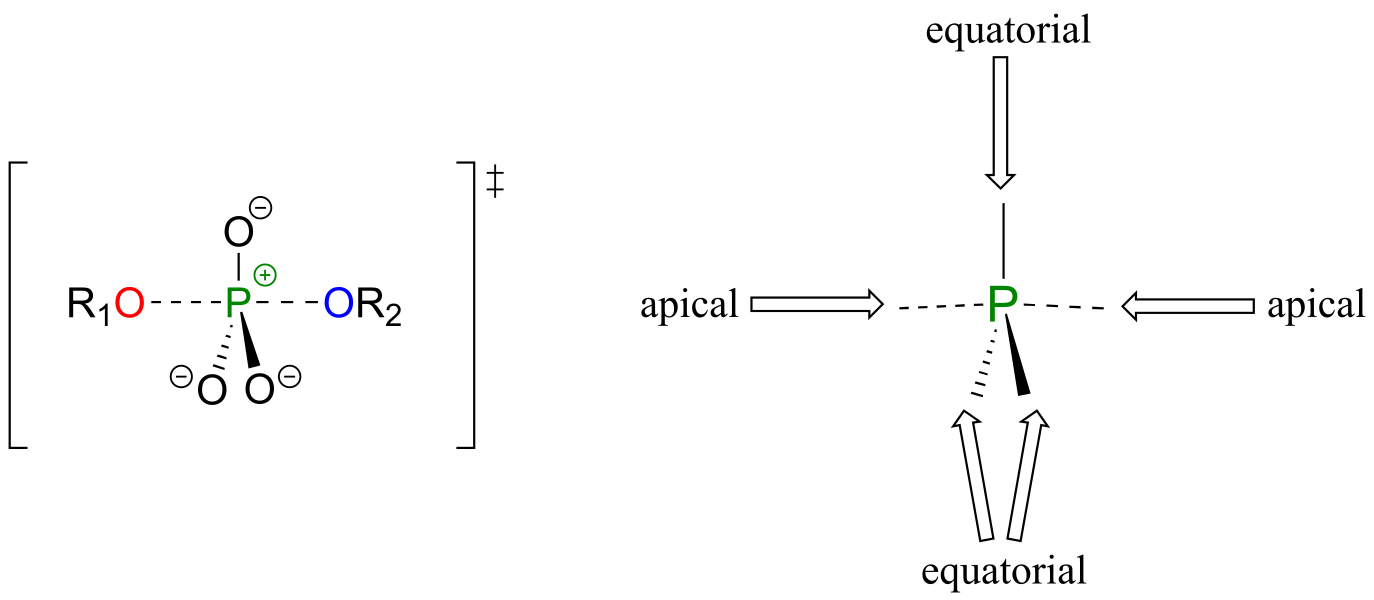 equatorial
[ ]‡
O⊖
R₁O P⊕ OR₂
⊖O O⊖
apical P apical
equatorial